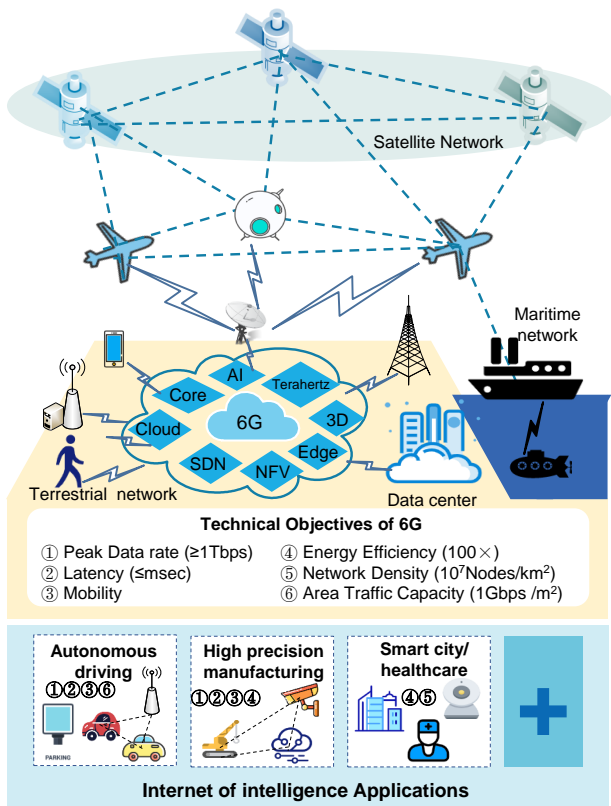 Satellite Network
Maritime
network
AI
Terahertz
Core
6G
3D
Cloud
Edge
SDN
NFV
Terrestrial network
Data center
Technical Objectives of 6G
① Peak Data rate (≥1Tbps)
② Latency (≤msec)
③ Mobility
④ Energy Efficiency (100×)
⑤ Network Density (10⁷Nodes/km²)
⑥ Area Traffic Capacity (1Gbps /m²)
Autonomous
driving
①②③⑥
PARKING
High precision
manufacturing
①②③④
Smart city/
healthcare
④⑤
Internet of intelligence Applications